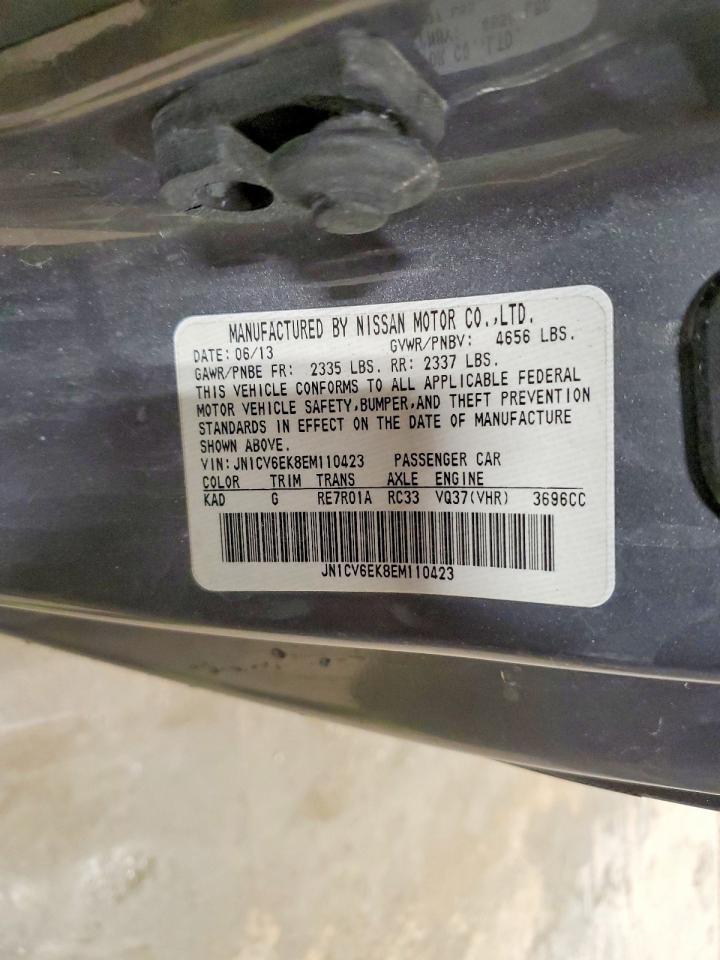 MANUFACTURED BY NISSAN MOTOR CO.,LTD.
DATE: 06/13 GVWR/PNBV: 4656 LBS.
GAWR/PNBE FR: 2335 LBS. RR: 2337 LBS.
THIS VEHICLE CONFORMS TO ALL APPLICABLE FEDERAL
MOTOR VEHICLE SAFETY,BUMPER,AND THEFT PREVENTION
STANDARDS IN EFFECT ON THE DATE OF MANUFACTURE
SHOWN ABOVE.
VIN:JN1CV6EK8EM110423 PASSENGER CAR
COLOR TRIM TRANS AXLE ENGINE
KAD G RE7R01A RC33 VQ37(VHR) 3696CC
JN1CV6EK8EM110423